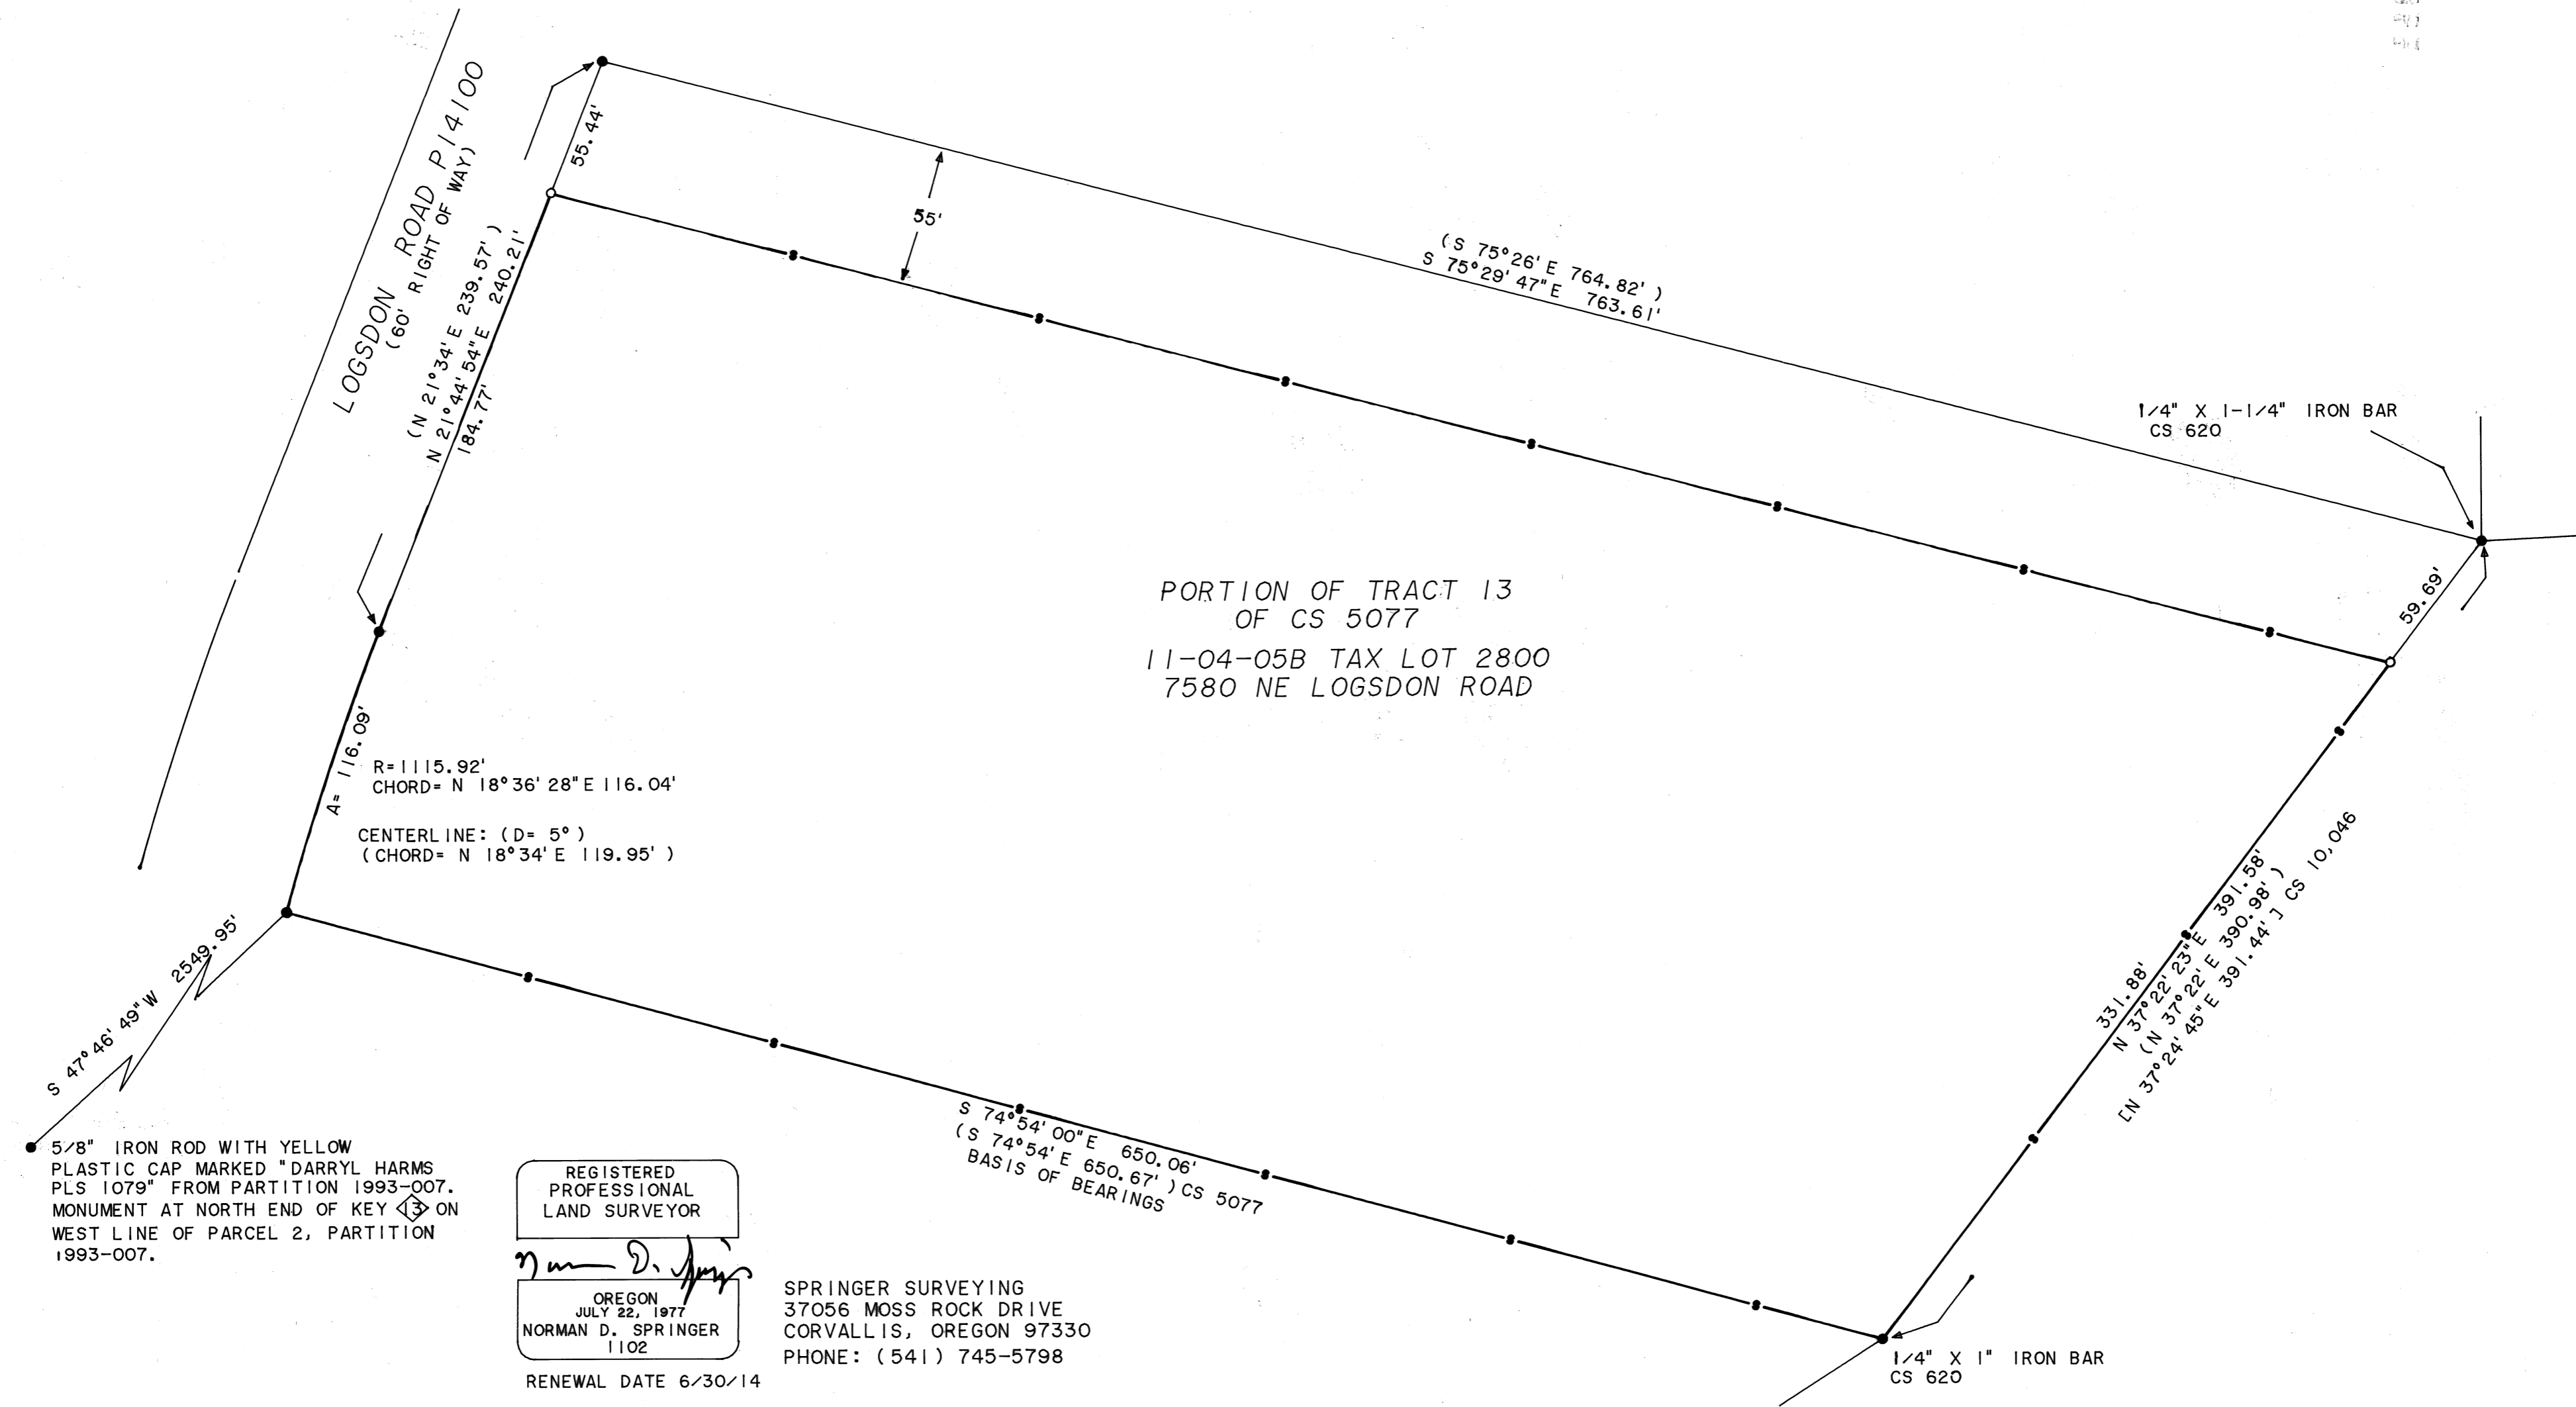 LOGSDON ROAD P14100
(60' RIGHT OF WAY)
55.44'
(N 21°34'E 239.57')
N 21°44'54"E 240.21'
184.77'
55'
(S 75°26'E 764.82')
S 75°29'47"E 763.61'
1/4" X 1-1/4" IRON BAR
CS 620
59.69'
PORTION OF TRACT 13
OF CS 5077
11-04-05B TAX LOT 2800
7580 NE LOGSDON ROAD
A= 116.09'
R=1115.92'
CHORD= N 18°36'28"E 116.04'
CENTERLINE: (D= 5°)
(CHORD= N 18°34'E 119.95')
331.88'
N 37°22'23"E 391.58'
(N 37°22'E 390.98')
[N 37°24'45"E 391.44'] CS 10,046
S 47°46'49"W 2549.95'
S 74°54'00"E 650.06'
(S 74°54'E 650.67')CS 5077
BASIS OF BEARINGS
5/8" IRON ROD WITH YELLOW
PLASTIC CAP MARKED "DARRYL HARMS
PLS 1079" FROM PARTITION 1993-007.
MONUMENT AT NORTH END OF KEY 13 ON
WEST LINE OF PARCEL 2, PARTITION
1993-007.
REGISTERED
PROFESSIONAL
LAND SURVEYOR
OREGON
JULY 22, 1977
NORMAN D. SPRINGER
1102
RENEWAL DATE 6/30/14
SPRINGER SURVEYING
37056 MOSS ROCK DRIVE
CORVALLIS, OREGON 97330
PHONE: (541) 745-5798
1/4" X 1" IRON BAR
CS 620